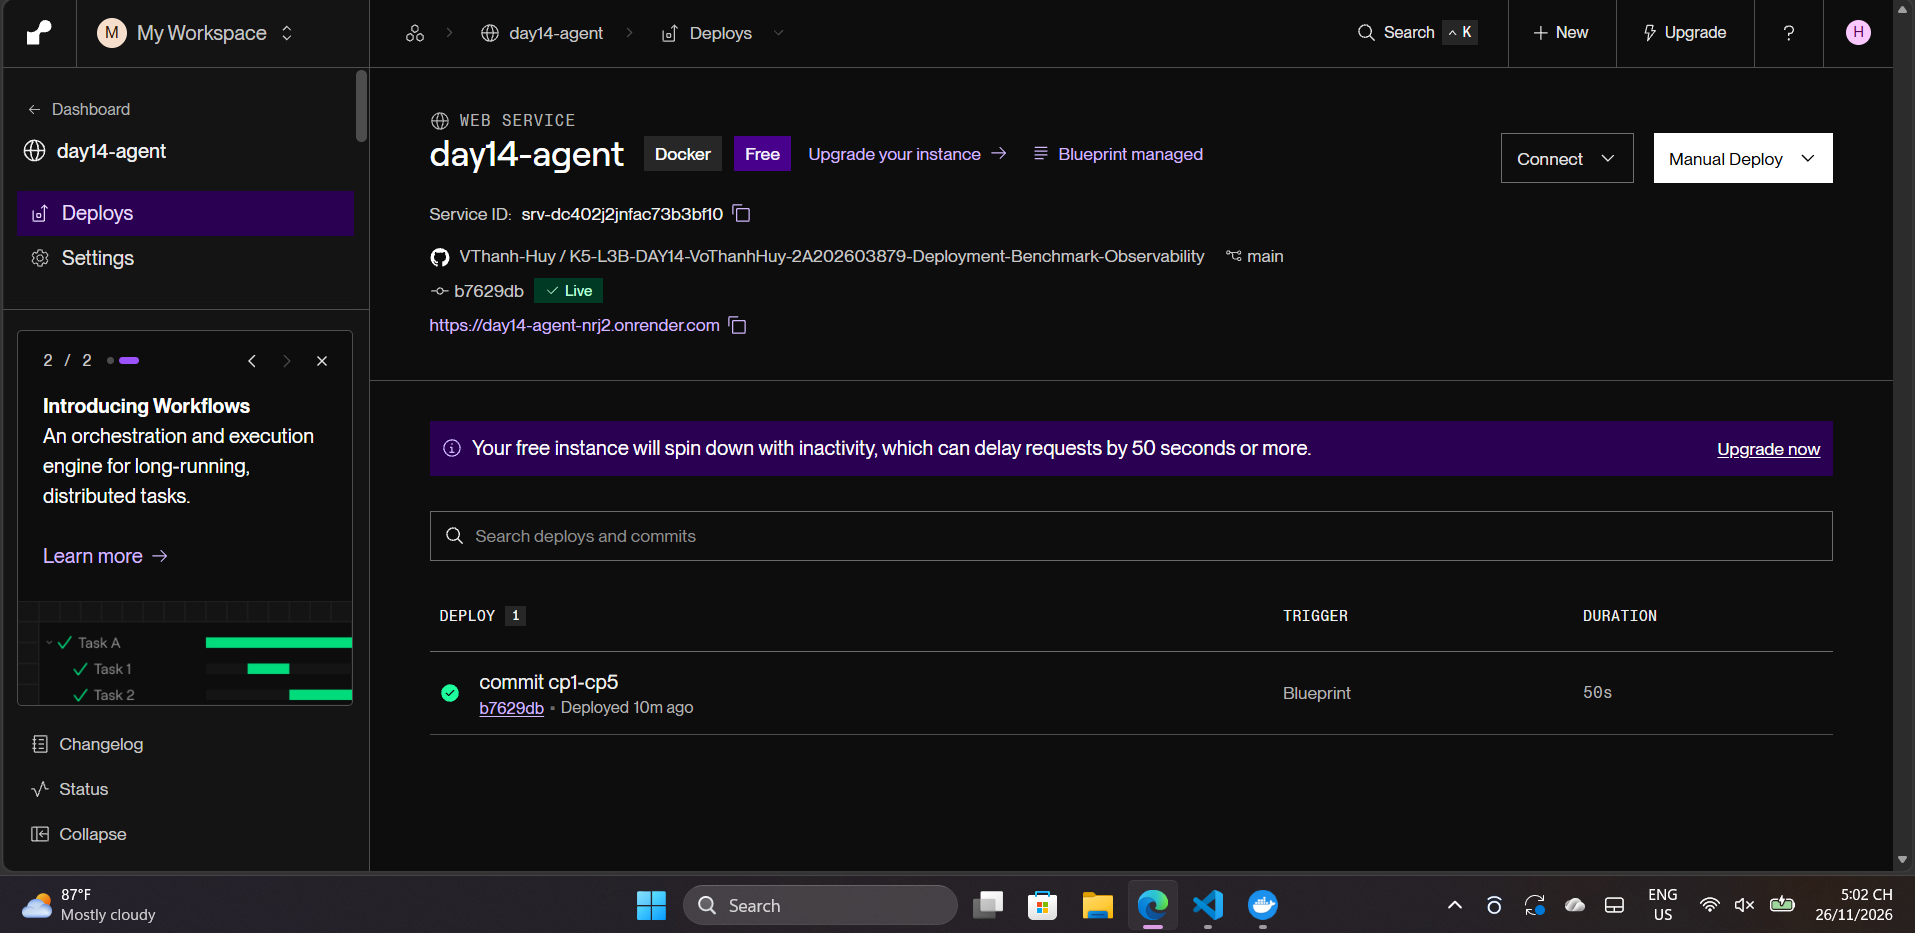 M My Workspace
day14-agent
Deploys
Search
K
New
Upgrade
?
H
Dashboard
day14-agent
Deploys
Settings
2 / 2
Introducing Workflows
An orchestration and execution
engine for long-running,
distributed tasks.
Learn more
Task A
Task 1
Task 2
Changelog
Status
Collapse
WEB SERVICE
day14-agent Docker Free Upgrade your instance Blueprint managed
Connect
Manual Deploy
Service ID: srv-dc402j2jnfac73b3bf10
VThanh-Huy / K5-L3B-DAY14-VoThanhHuy-2A202603879-Deployment-Benchmark-Observability main
b7629db Live
https://day14-agent-nrj2.onrender.com
Your free instance will spin down with inactivity, which can delay requests by 50 seconds or more.
Upgrade now
Search deploys and commits
DEPLOY 1 TRIGGER DURATION
commit cp1-cp5
b7629db • Deployed 10m ago
Blueprint
50s
87°F
Mostly cloudy
Search
ENG
US
5:02 CH
26/11/2026